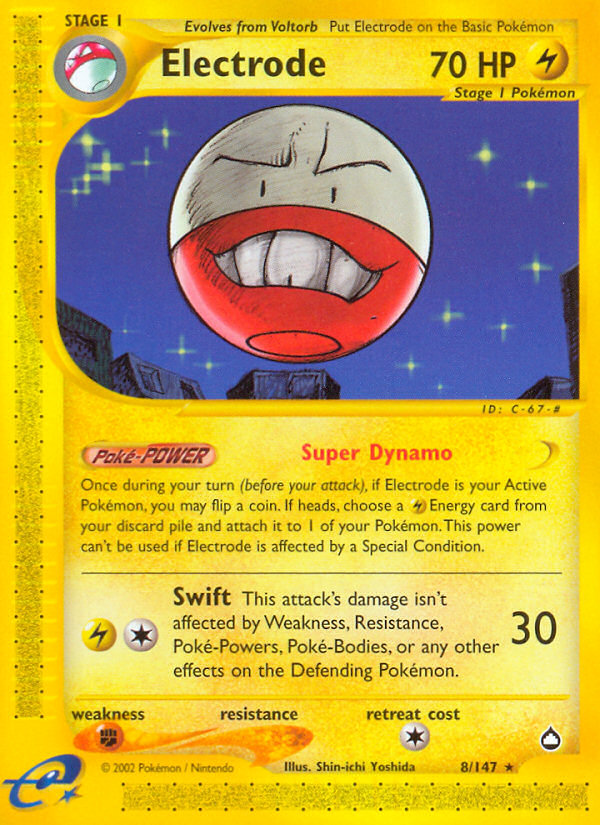 STAGE 1
Evolves from Voltorb Put Electrode on the Basic Pokémon
Electrode 70 HP
Stage 1 Pokémon
ID: C-67-#
Poké-POWER Super Dynamo
Once during your turn (before your attack), if Electrode is your Active
Pokémon, you may flip a coin. If heads, choose a Energy card from
your discard pile and attach it to 1 of your Pokémon. This power
can't be used if Electrode is affected by a Special Condition.
Swift This attack's damage isn't
affected by Weakness, Resistance,
Poké-Powers, Poké-Bodies, or any other
effects on the Defending Pokémon.
30
weakness resistance retreat cost
© 2002 Pokémon / Nintendo Illus. Shin-ichi Yoshida 8/147 ★
e